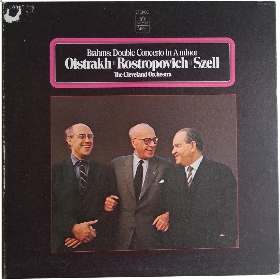 Brahms: Double Concerto in A minor
Oistrakh · Rostropovich · Szell
The Cleveland Orchestra